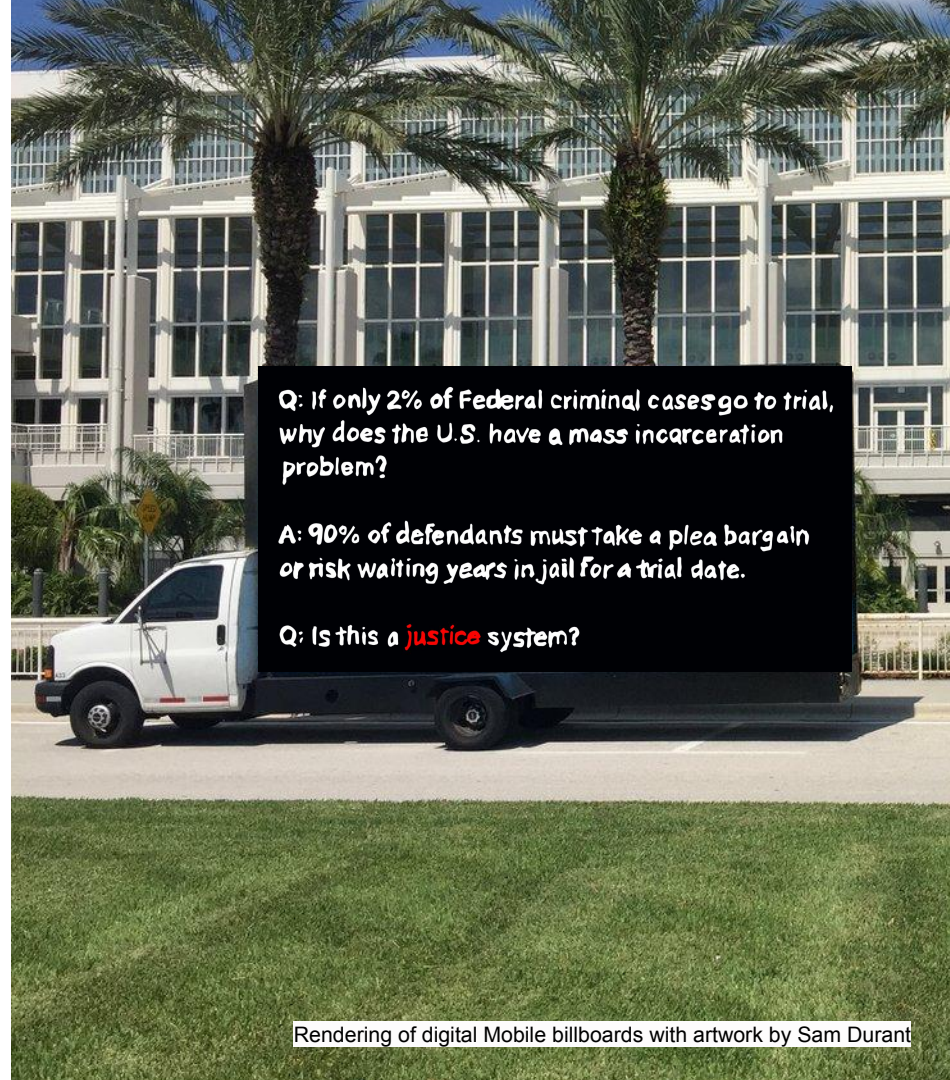 Q: If only 2% of Federal criminal cases go to trial,
why does the U.S. have a mass incarceration
problem?
A: 90% of defendants must take a plea bargain
or risk waiting years in jail for a trial date.
Q: Is this a justice system?
Rendering of digital Mobile billboards with artwork by Sam Durant